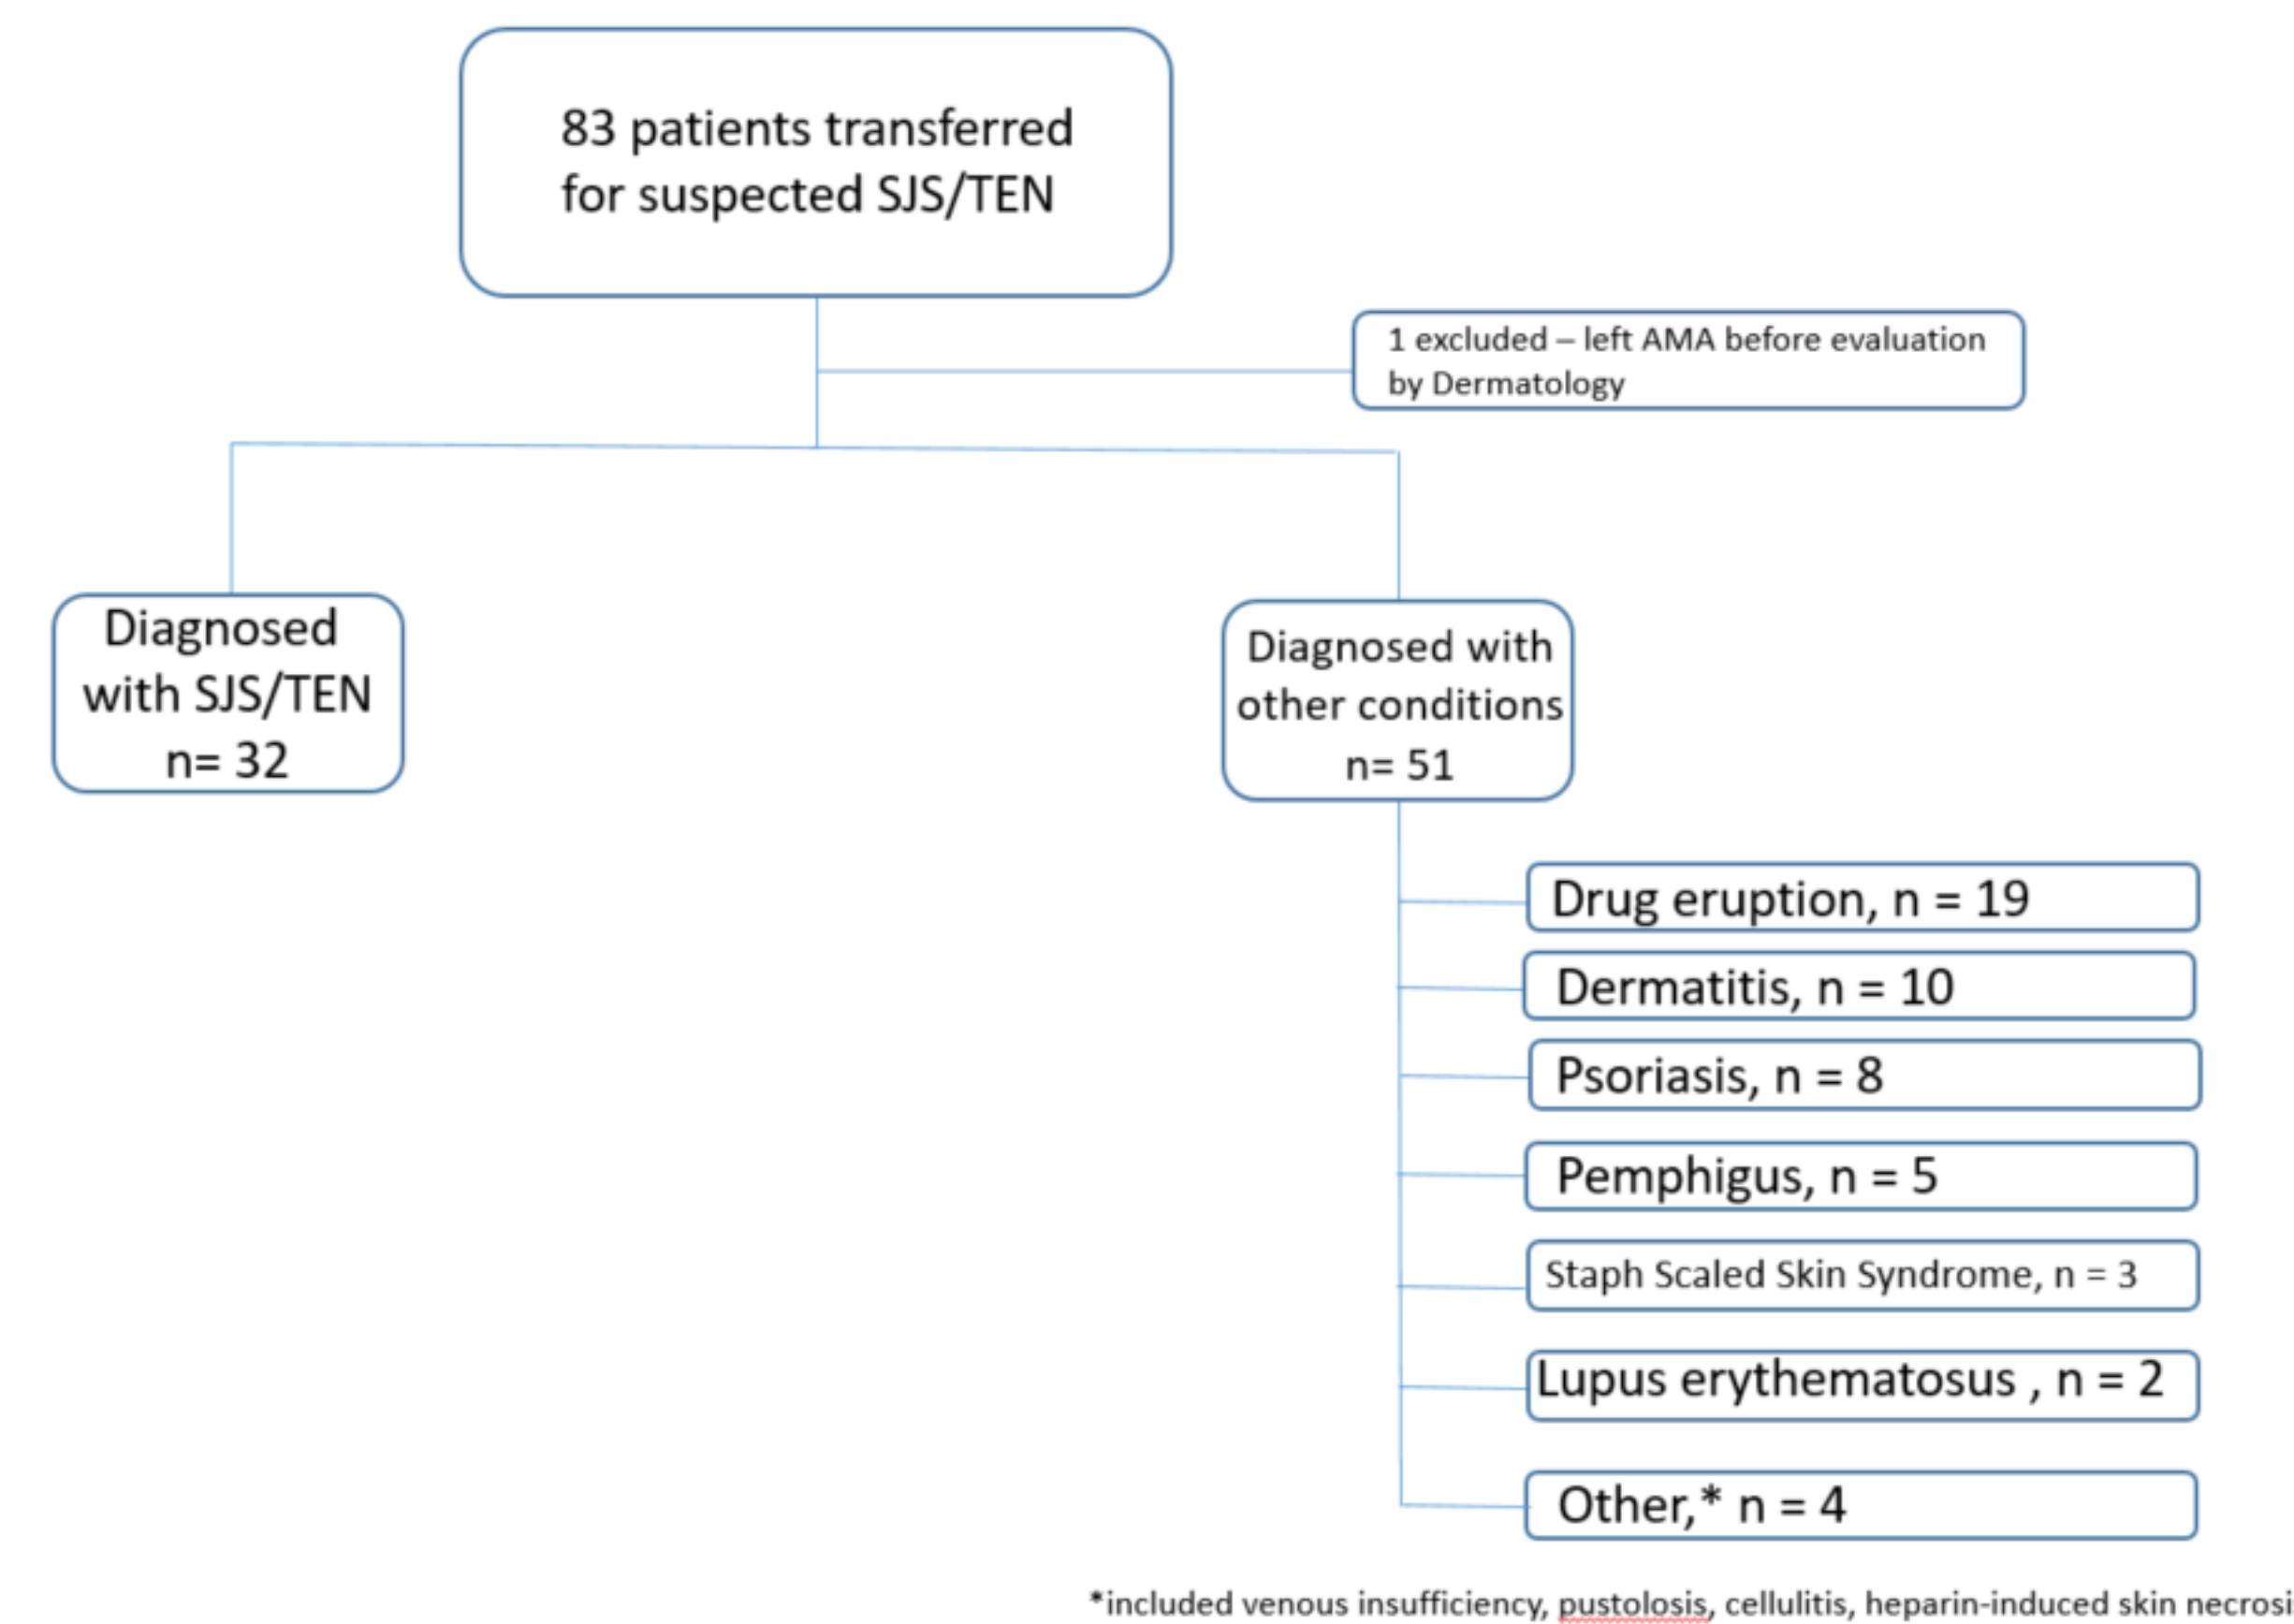 83 patients transferred
for suspected SJS/TEN
1 excluded – left AMA before evaluation
by Dermatology
Diagnosed
with SJS/TEN
n= 32
Diagnosed with
other conditions
n= 51
Drug eruption, n = 19
Dermatitis, n = 10
Psoriasis, n = 8
Pemphigus, n = 5
Staph Scaled Skin Syndrome, n = 3
Lupus erythematosus , n = 2
Other,* n = 4
*included venous insufficiency, pustolosis, cellulitis, heparin-induced skin necrosi